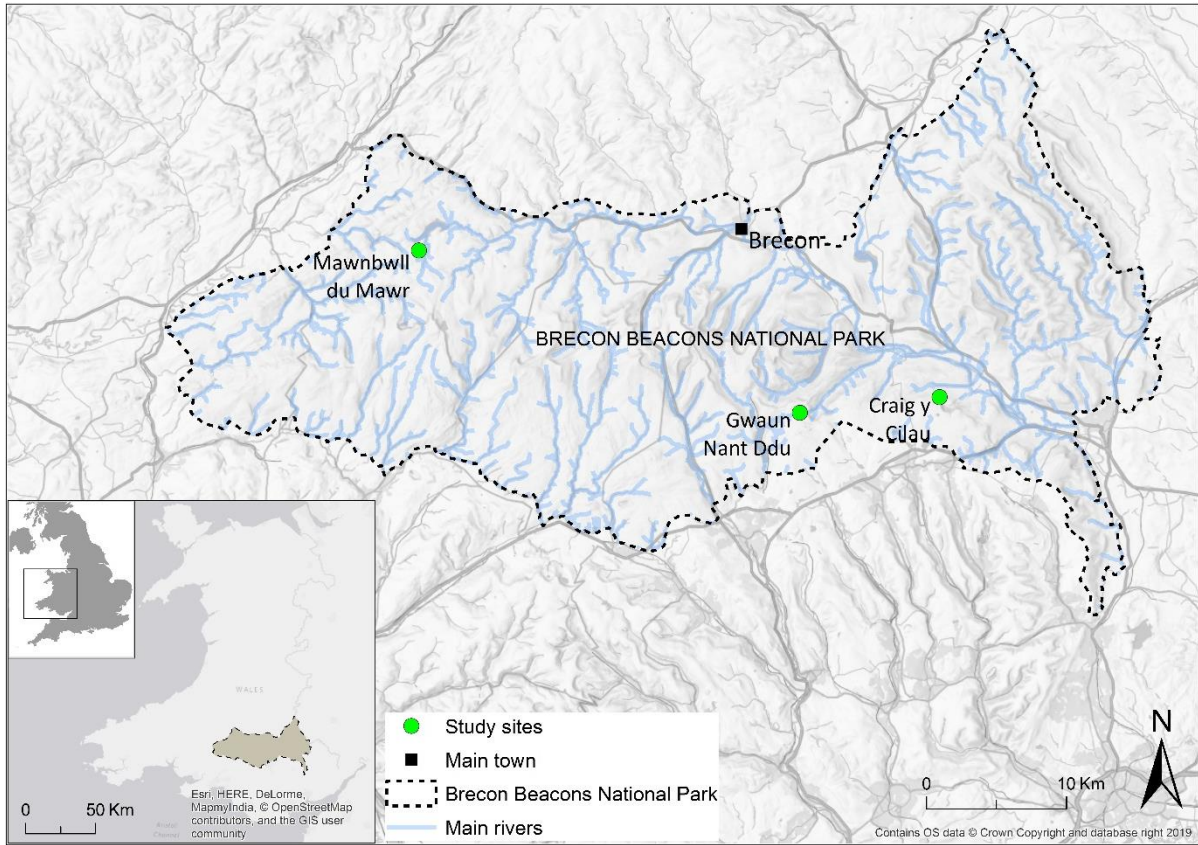 Brecon
Mawnbwll
du Mawr
BRECON BEACONS NATIONAL PARK
Gwaun
Nant Ddu
Craig y
Cilau
WALES
Esri, HERE, DeLorme,
MapmyIndia, © OpenStreetMap
contributors, and the GIS user
community
0 50 Km
Study sites
Main town
Brecon Beacons National Park
Main rivers
N
0 10 Km
Contains OS data © Crown Copyright and database right 2019